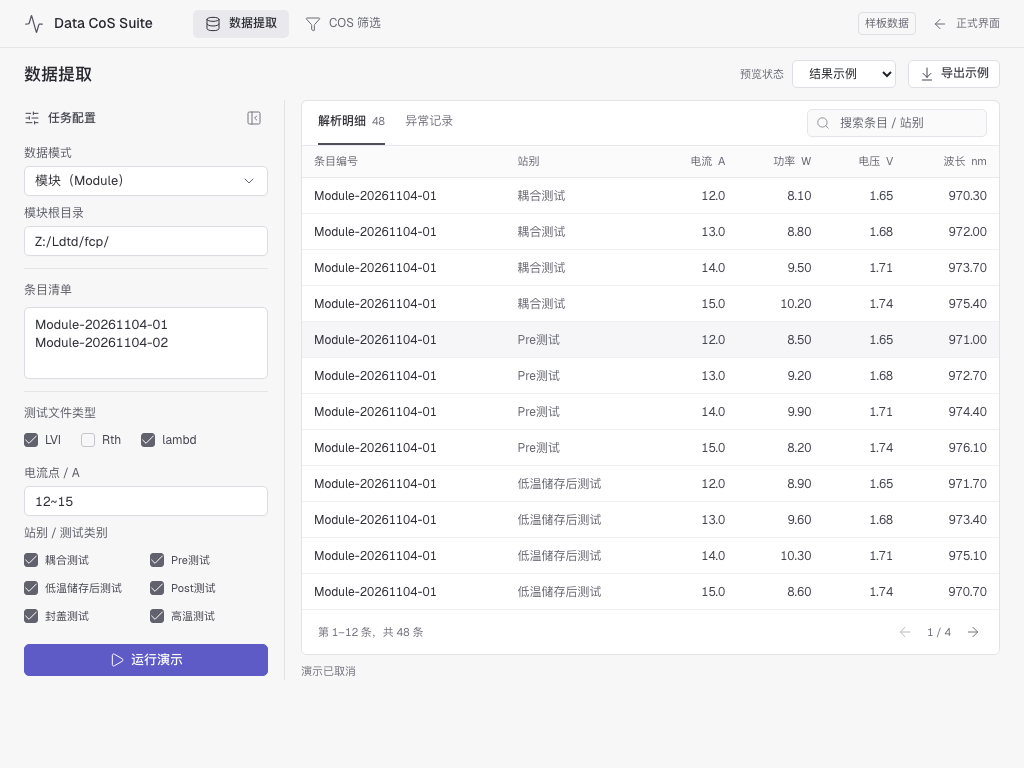 Data CoS Suite
数据提取
COS 筛选
样板数据
正式界面
数据提取
预览状态
结果示例
导出示例
任务配置
数据模式
模块（Module）
模块根目录
Z:/Ldtd/fcp/
条目清单
Module-20261104-01
Module-20261104-02
测试文件类型
LVI Rth lambd
电流点 / A
12~15
站别 / 测试类别
耦合测试 Pre测试
低温储存后测试 Post测试
封盖测试 高温测试
运行演示
解析明细 48 异常记录
搜索条目 / 站别
条目编号 站别 电流 A 功率 W 电压 V 波长 nm
Module-20261104-01 耦合测试 12.0 8.10 1.65 970.30
Module-20261104-01 耦合测试 13.0 8.80 1.68 972.00
Module-20261104-01 耦合测试 14.0 9.50 1.71 973.70
Module-20261104-01 耦合测试 15.0 10.20 1.74 975.40
Module-20261104-01 Pre测试 12.0 8.50 1.65 971.00
Module-20261104-01 Pre测试 13.0 9.20 1.68 972.70
Module-20261104-01 Pre测试 14.0 9.90 1.71 974.40
Module-20261104-01 Pre测试 15.0 8.20 1.74 976.10
Module-20261104-01 低温储存后测试 12.0 8.90 1.65 971.70
Module-20261104-01 低温储存后测试 13.0 9.60 1.68 973.40
Module-20261104-01 低温储存后测试 14.0 10.30 1.71 975.10
Module-20261104-01 低温储存后测试 15.0 8.60 1.74 970.70
第 1–12 条，共 48 条
1 / 4
演示已取消